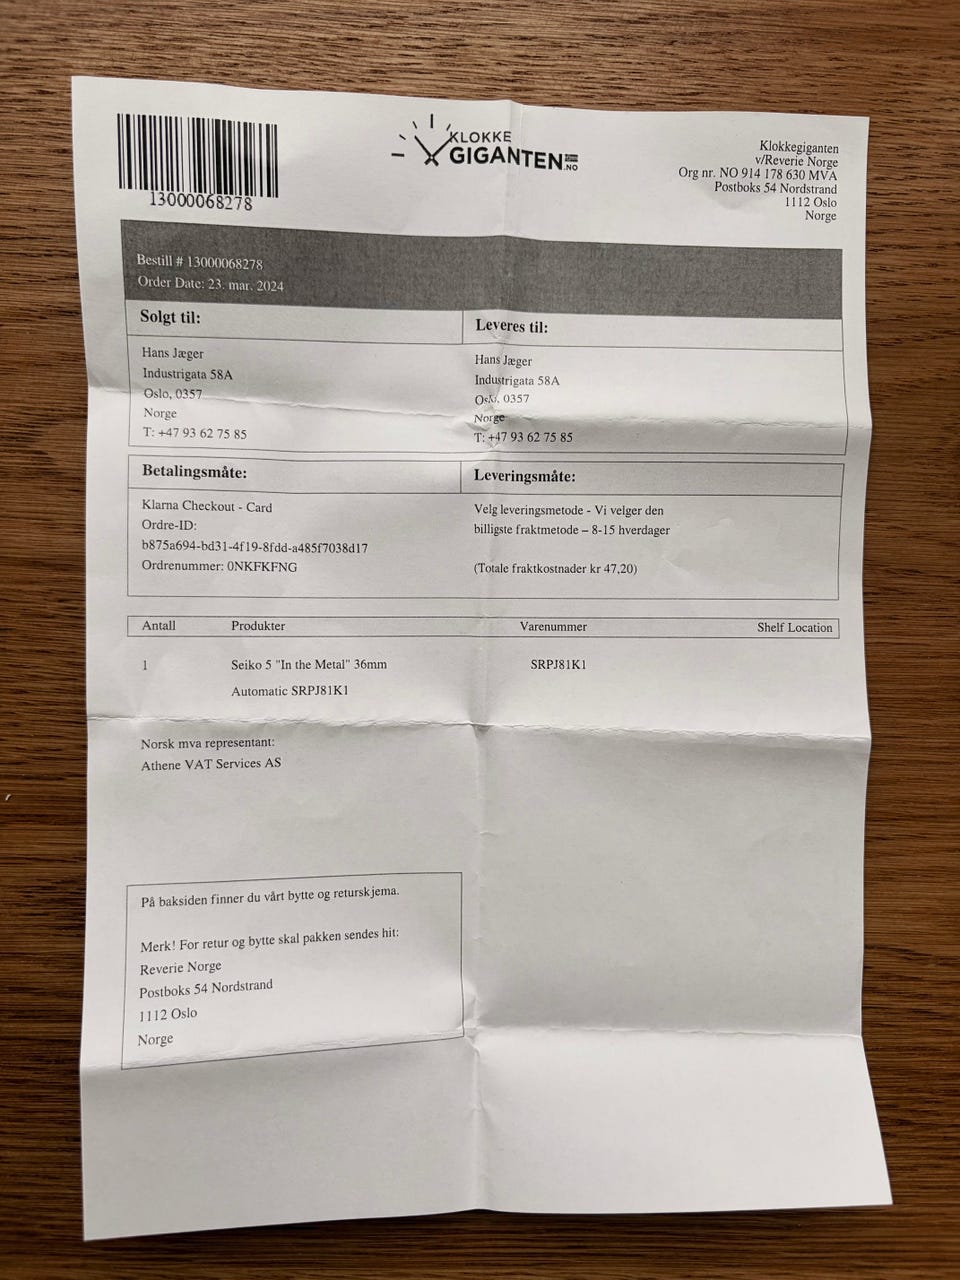 13000068278
KLOKKE
GIGANTEN.NO
Klokkegiganten
v/Reverie Norge
Org nr. NO 914 178 630 MVA
Postboks 54 Nordstrand
1112 Oslo
Norge
Bestill # 13000068278
Order Date: 23. mar. 2024
Solgt til:
Hans Jæger
Industrigata 58A
Oslo, 0357
Norge
T: +47 93 62 75 85
Leveres til:
Hans Jæger
Industrigata 58A
Oslo, 0357
Norge
T: +47 93 62 75 85
Betalingsmåte:
Klarna Checkout - Card
Ordre-ID:
b875a694-bd31-4f19-8fdd-a485f7038d17
Ordrenummer: 0NKFKFNG
Leveringsmåte:
Velg leveringsmetode - Vi velger den
billigste fraktmetode – 8-15 hverdager
(Totale fraktkostnader kr 47,20)
Antall Produkter Varenummer Shelf Location
1 Seiko 5 "In the Metal" 36mm SRPJ81K1
Automatic SRPJ81K1
Norsk mva representant:
Athene VAT Services AS
På baksiden finner du vårt bytte og returskjema.
Merk! For retur og bytte skal pakken sendes hit:
Reverie Norge
Postboks 54 Nordstrand
1112 Oslo
Norge